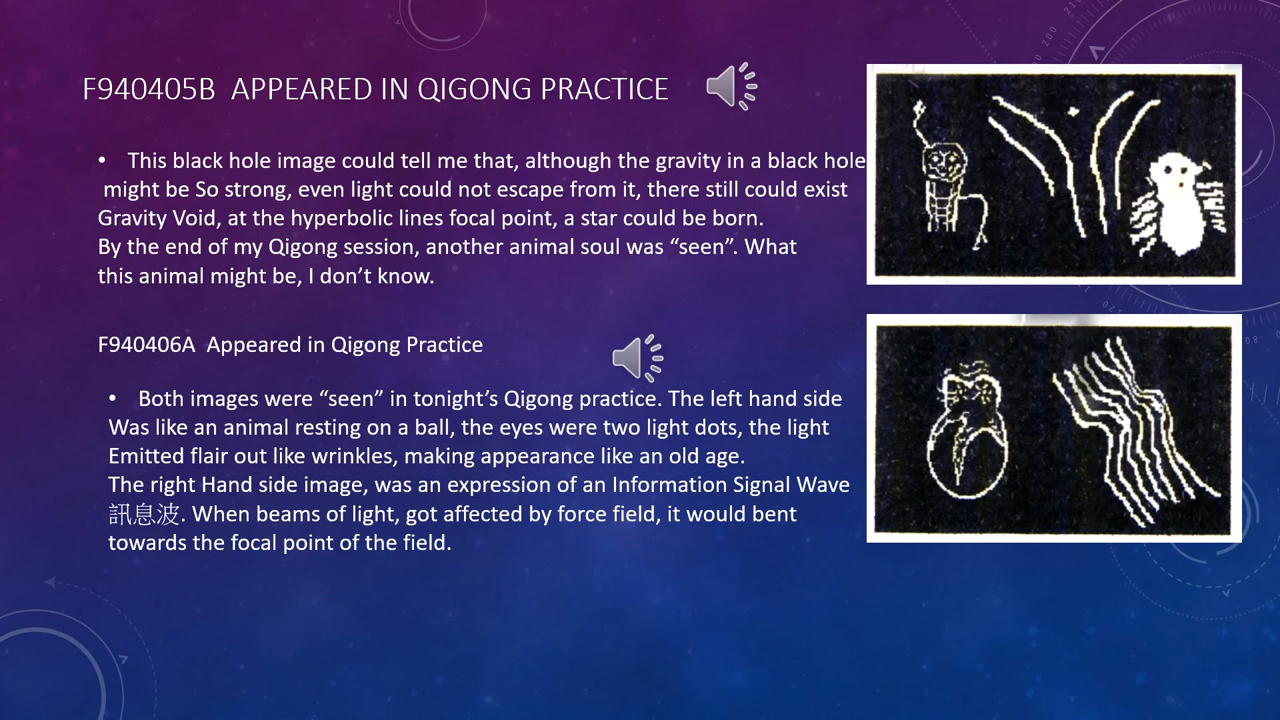 F940405B APPEARED IN QIGONG PRACTICE
• This black hole image could tell me that, although the gravity in a black hole
might be So strong, even light could not escape from it, there still could exist
Gravity Void, at the hyperbolic lines focal point, a star could be born.
By the end of my Qigong session, another animal soul was “seen”. What
this animal might be, I don’t know.
F940406A Appeared in Qigong Practice
• Both images were “seen” in tonight’s Qigong practice. The left hand side
Was like an animal resting on a ball, the eyes were two light dots, the light
Emitted flair out like wrinkles, making appearance like an old age.
The right Hand side image, was an expression of an Information Signal Wave
訊息波. When beams of light, got affected by force field, it would bent
towards the focal point of the field.